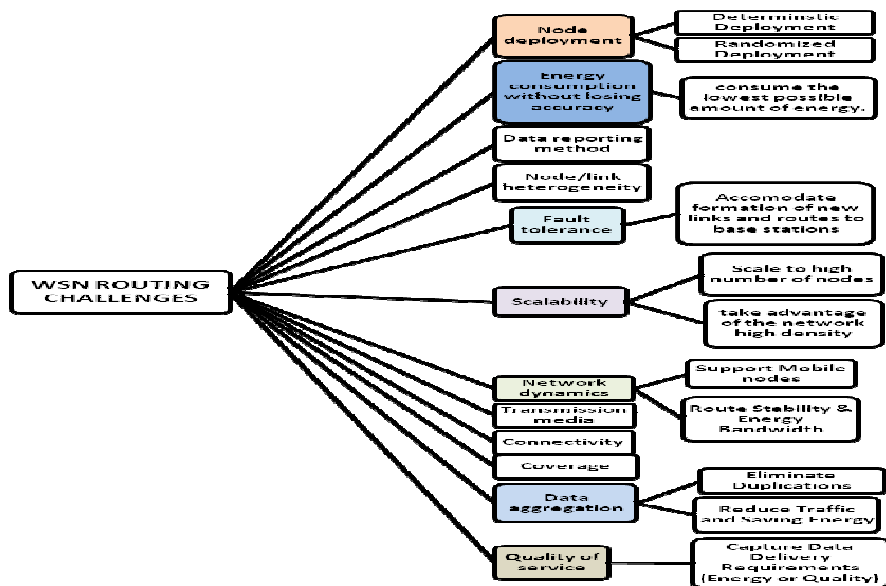 WSN ROUTING
CHALLENGES
Node
deployment
Deterministic
Deployment
Randomized
Deployment
Energy
consumption
without losing
accuracy
consume the
lowest possible
amount of energy.
Data reporting
method
Node/link
heterogeneity
Fault
tolerance
Accomodate
formation of new
links and routes to
base stations
Scalability
Scale to high
number of nodes
take advantage
of the network
high density
Network
dynamics
Support Mobile
nodes
Route Stability &
Energy
Bandwidth
Transmission
media
Connectivity
Coverage
Data
aggregation
Eliminate
Duplications
Reduce Traffic
and Saving Energy
Quality of
service
Capture Data
Delivery
Requirements
(Energy or Quality)